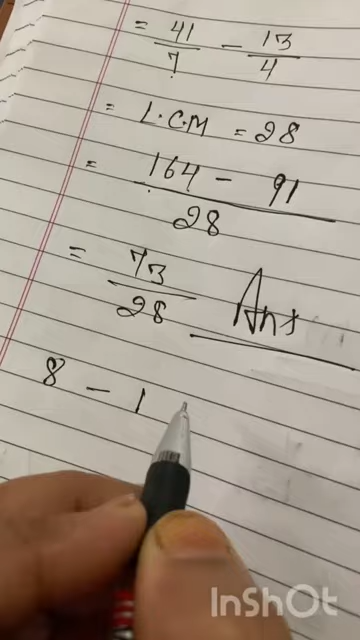 = 41/7 - 13/4
= L.C.M = 28
= 164 - 91/28
= 73/28 Ans
8 - 1
InShOt